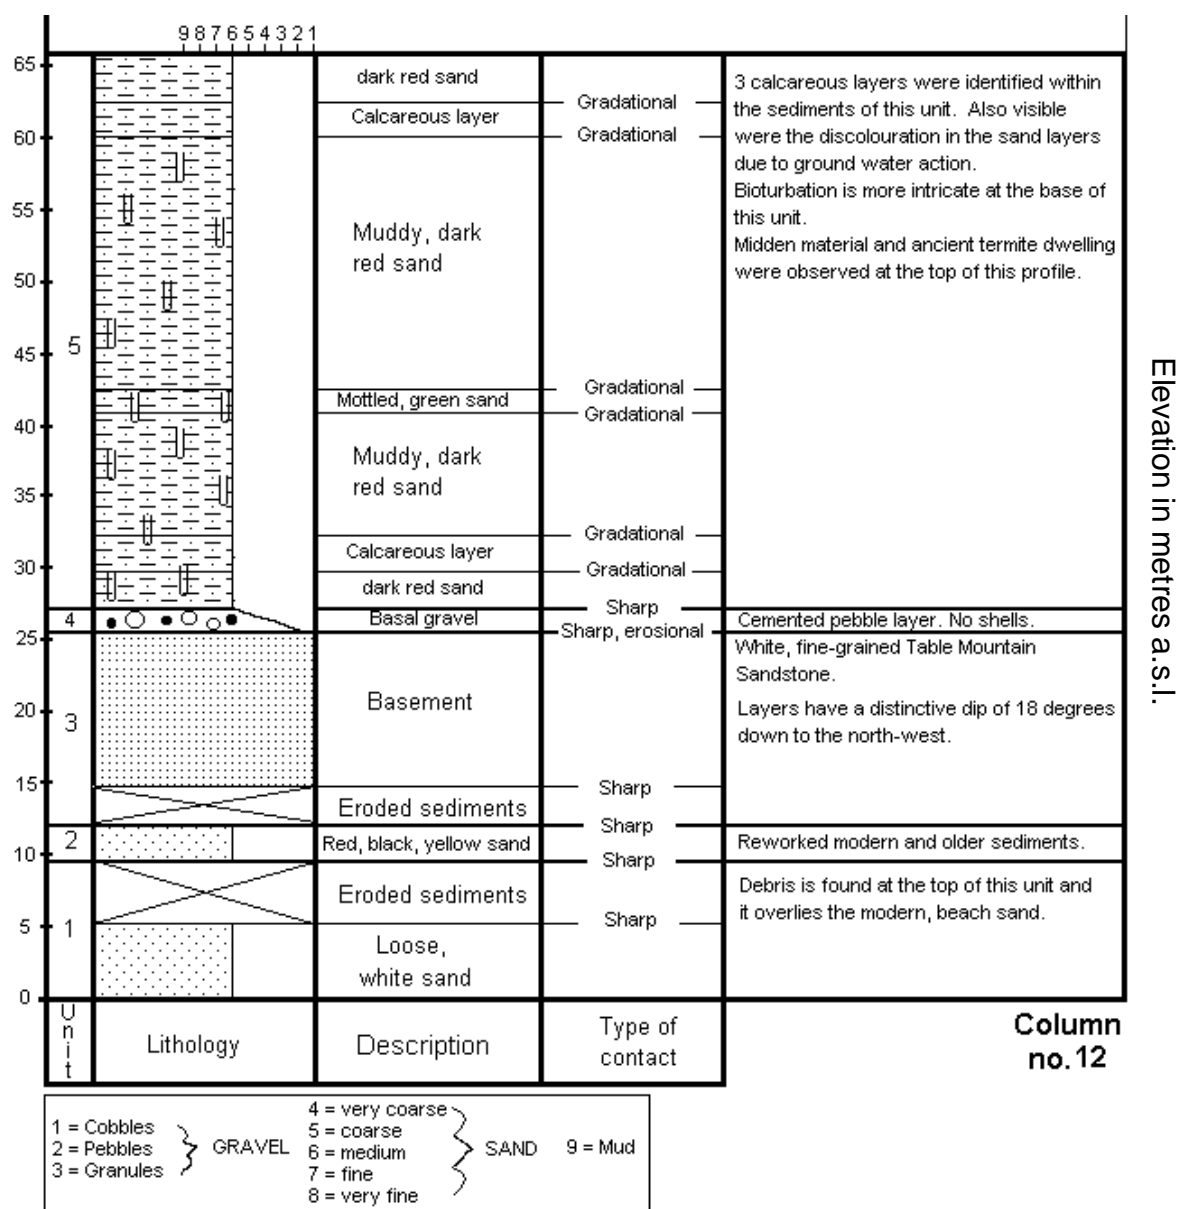 9 8 7 6 5 4 3 2 1
65
60
55
50
45
40
35
30
25
20
15
10
5
0
5
4
3
2
1
dark red sand
Calcareous layer
Muddy, dark
red sand
Mottled, green sand
Muddy, dark
red sand
Calcareous layer
dark red sand
Basal gravel
Basement
Eroded sediments
Red, black, yellow sand
Eroded sediments
Loose,
white sand
Gradational
Gradational
Gradational
Gradational
Gradational
Gradational
Sharp
Sharp, erosional
Sharp
Sharp
Sharp
Sharp
3 calcareous layers were identified within
the sediments of this unit. Also visible
were the discolouration in the sand layers
due to ground water action.
Bioturbation is more intricate at the base of
this unit.
Midden material and ancient termite dwelling
were observed at the top of this profile.
Cemented pebble layer. No shells.
White, fine-grained Table Mountain
Sandstone.
Layers have a distinctive dip of 18 degrees
down to the north-west.
Reworked modern and older sediments.
Debris is found at the top of this unit and
it overlies the modern, beach sand.
Elevation in metres a.s.l.
Unit
Lithology
Description
Type of
contact
Column
no. 12
1 = Cobbles
2 = Pebbles
3 = Granules
GRAVEL
4 = very coarse
5 = coarse
6 = medium
7 = fine
8 = very fine
SAND
9 = Mud